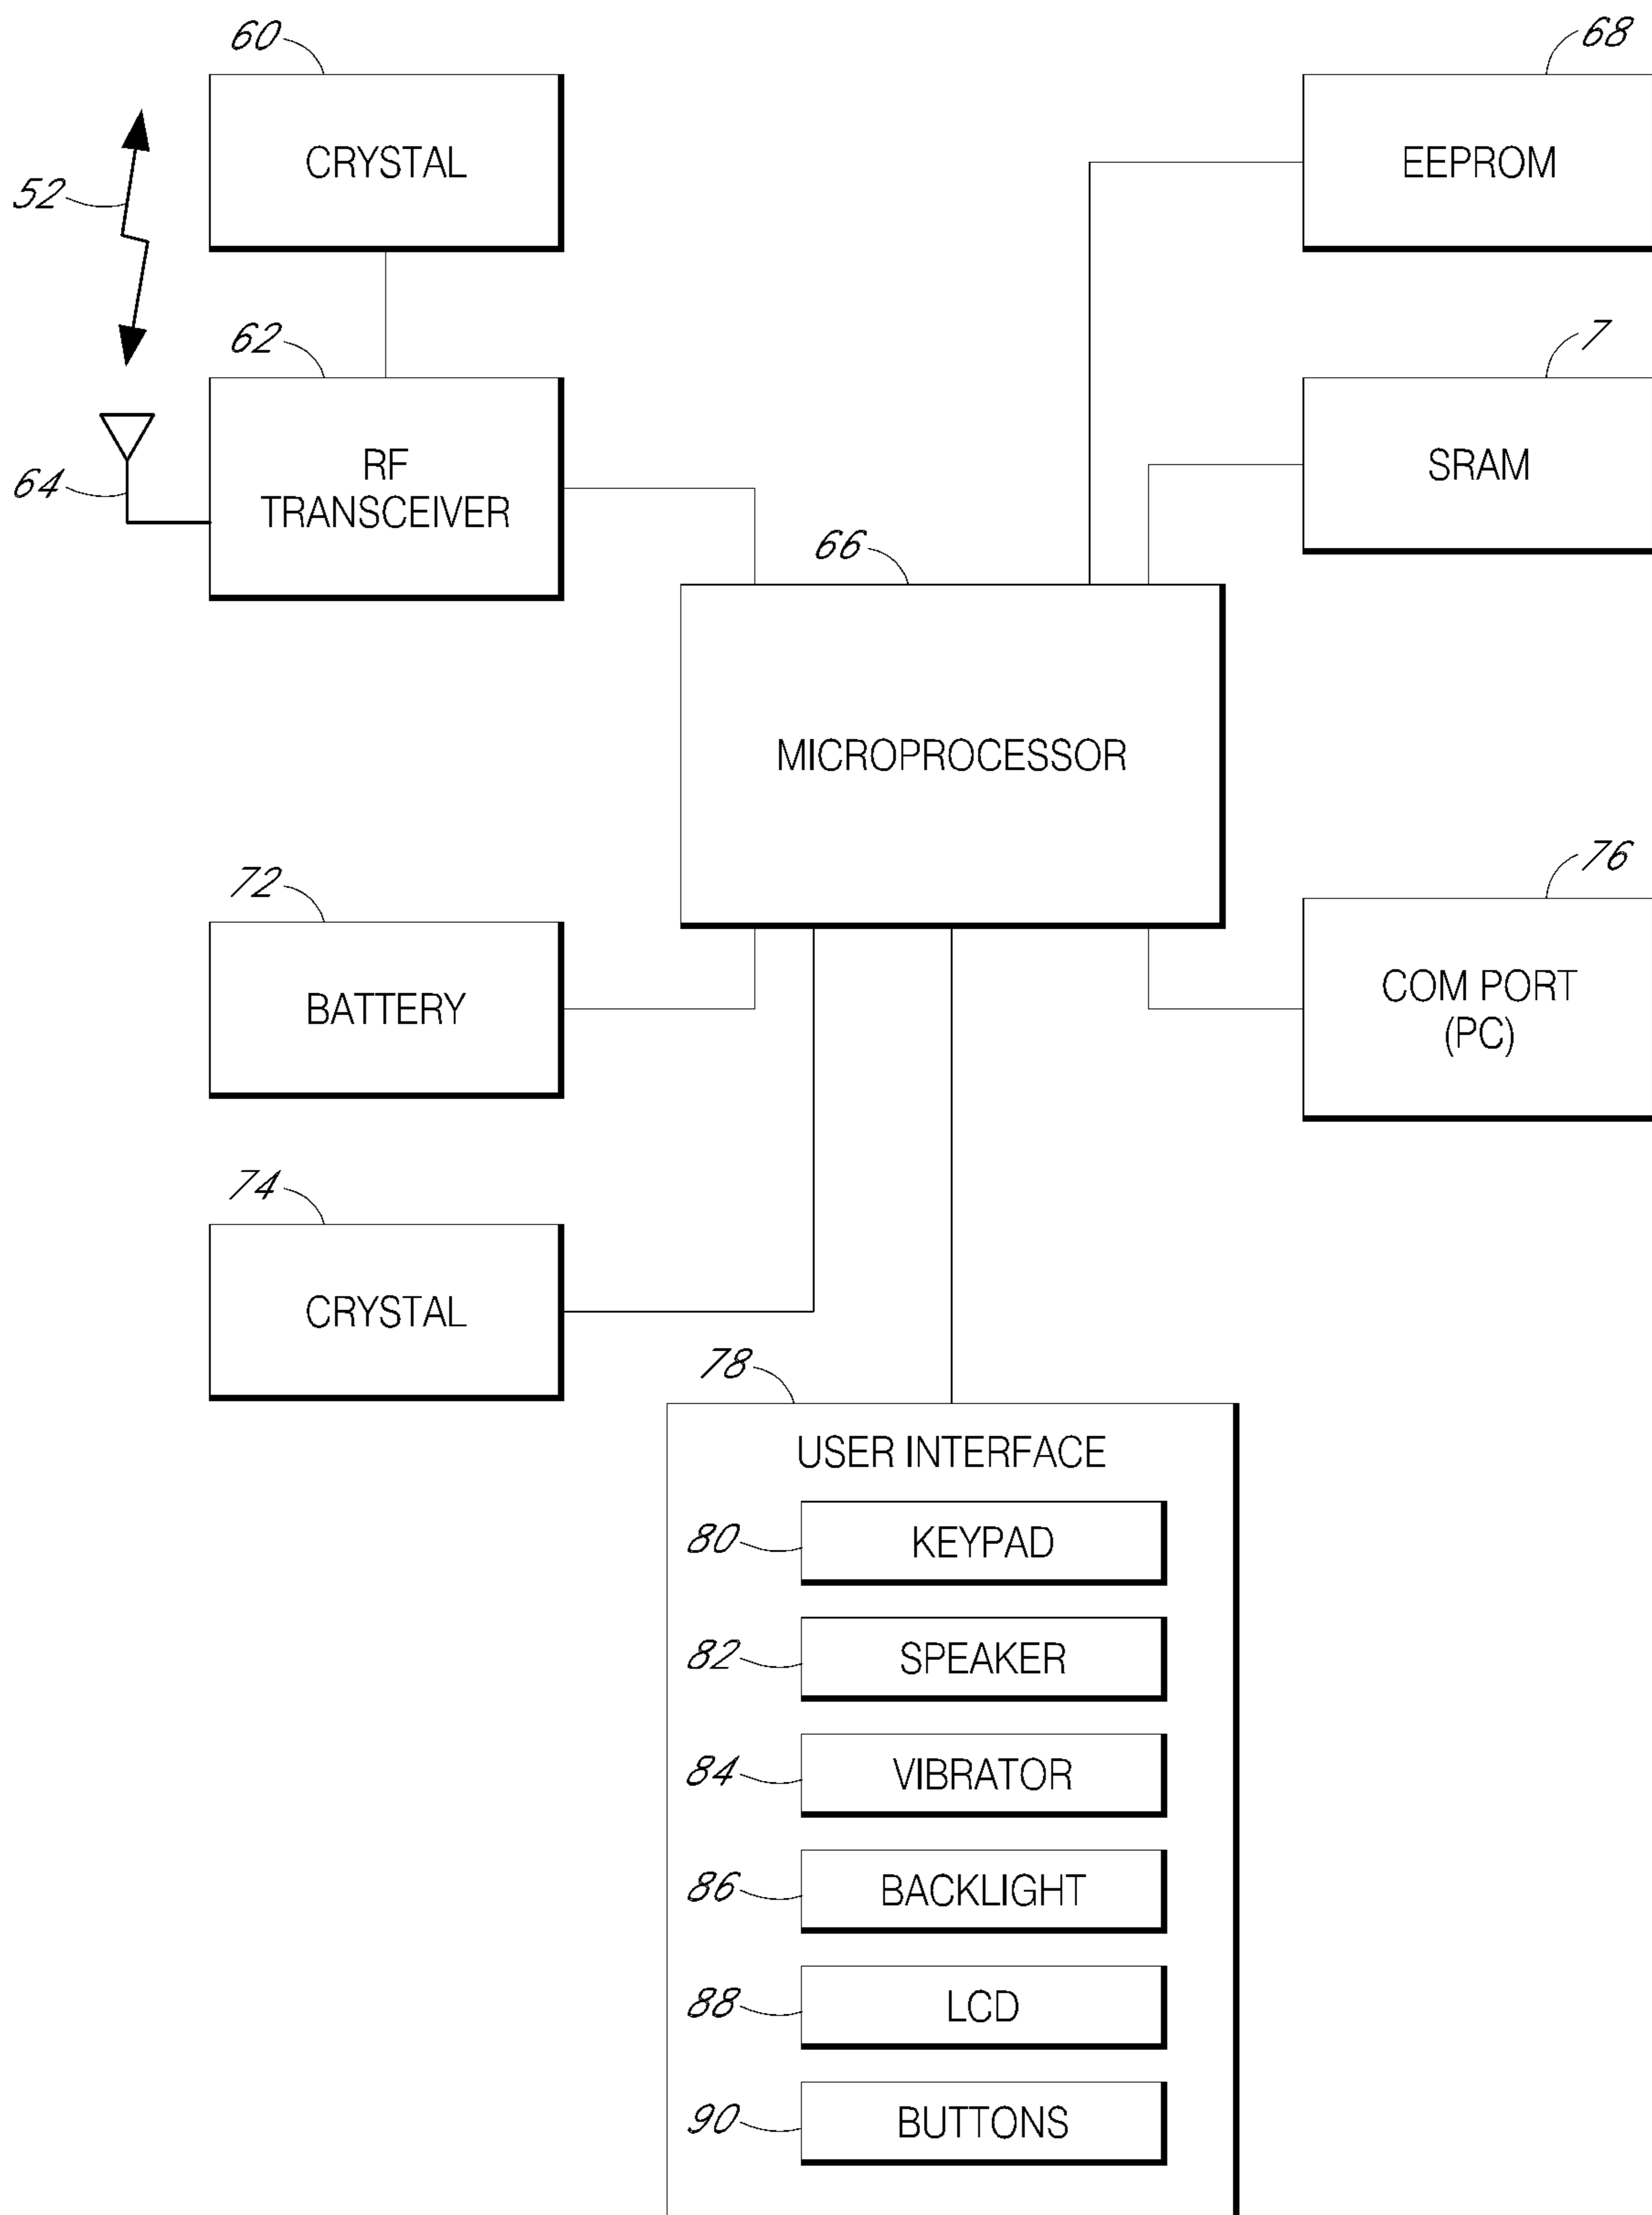 60
68
CRYSTAL
EEPROM
52
62
7
RF
TRANSCEIVER
SRAM
64
66
MICROPROCESSOR
72
76
BATTERY
COM PORT
(PC)
74
CRYSTAL
78
USER INTERFACE
80 KEYPAD
82 SPEAKER
84 VIBRATOR
86 BACKLIGHT
88 LCD
90 BUTTONS